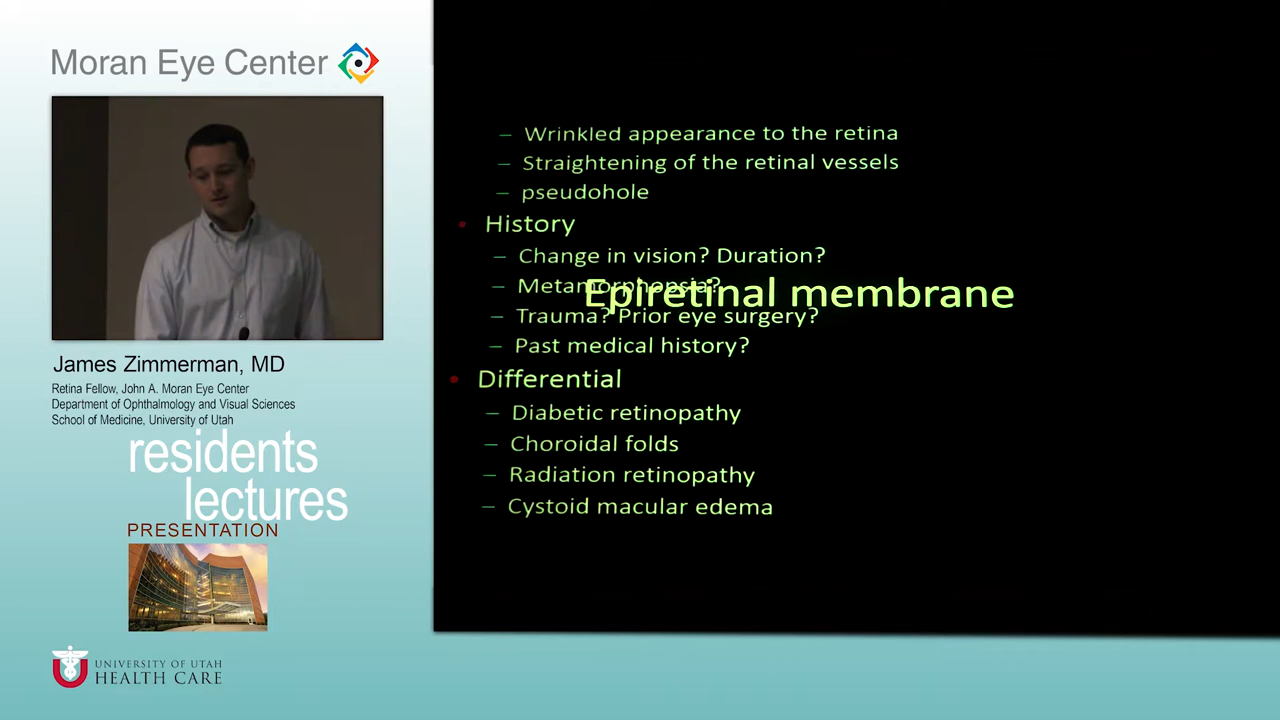 Moran Eye Center
James Zimmerman, MD
Retina Fellow, John A. Moran Eye Center
Department of Ophthalmology and Visual Sciences
School of Medicine, University of Utah
residents
lectures
PRESENTATION
UNIVERSITY OF UTAH
HEALTH CARE
– Wrinkled appearance to the retina
– Straightening of the retinal vessels
– pseudohole
• History
– Change in vision? Duration?
– Metamorphopsia?
Epiretinal membrane
– Trauma? Prior eye surgery?
– Past medical history?
• Differential
– Diabetic retinopathy
– Choroidal folds
– Radiation retinopathy
– Cystoid macular edema